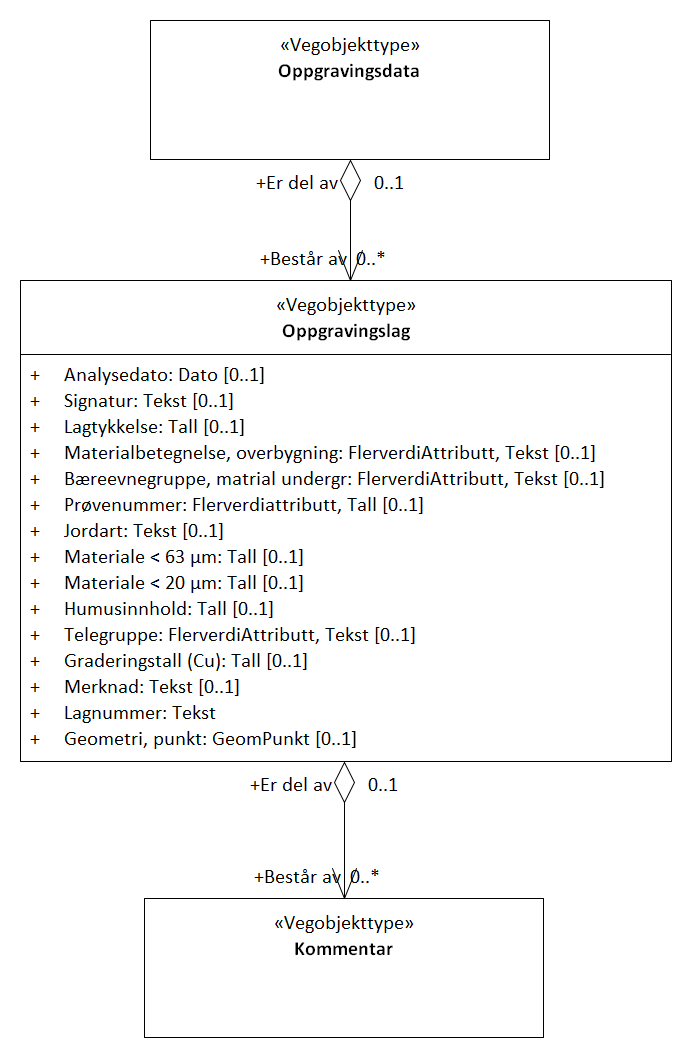 «Vegobjekttype»
Oppgravingsdata
+Er del av 0..1
+Består av 0..*
«Vegobjekttype»
Oppgravingslag
+ Analysedato: Dato [0..1]
+ Signatur: Tekst [0..1]
+ Lagtykkelse: Tall [0..1]
+ Materialbetegnelse, overbygning: FlerverdiAttributt, Tekst [0..1]
+ Bæreevnegruppe, matrial undergr: FlerverdiAttributt, Tekst [0..1]
+ Prøvenummer: Flerverdiattributt, Tall [0..1]
+ Jordart: Tekst [0..1]
+ Materiale < 63 µm: Tall [0..1]
+ Materiale < 20 µm: Tall [0..1]
+ Humusinnhold: Tall [0..1]
+ Telegruppe: FlerverdiAttributt, Tekst [0..1]
+ Graderingstall (Cu): Tall [0..1]
+ Merknad: Tekst [0..1]
+ Lagnummer: Tekst
+ Geometri, punkt: GeomPunkt [0..1]
+Er del av 0..1
+Består av 0..*
«Vegobjekttype»
Kommentar